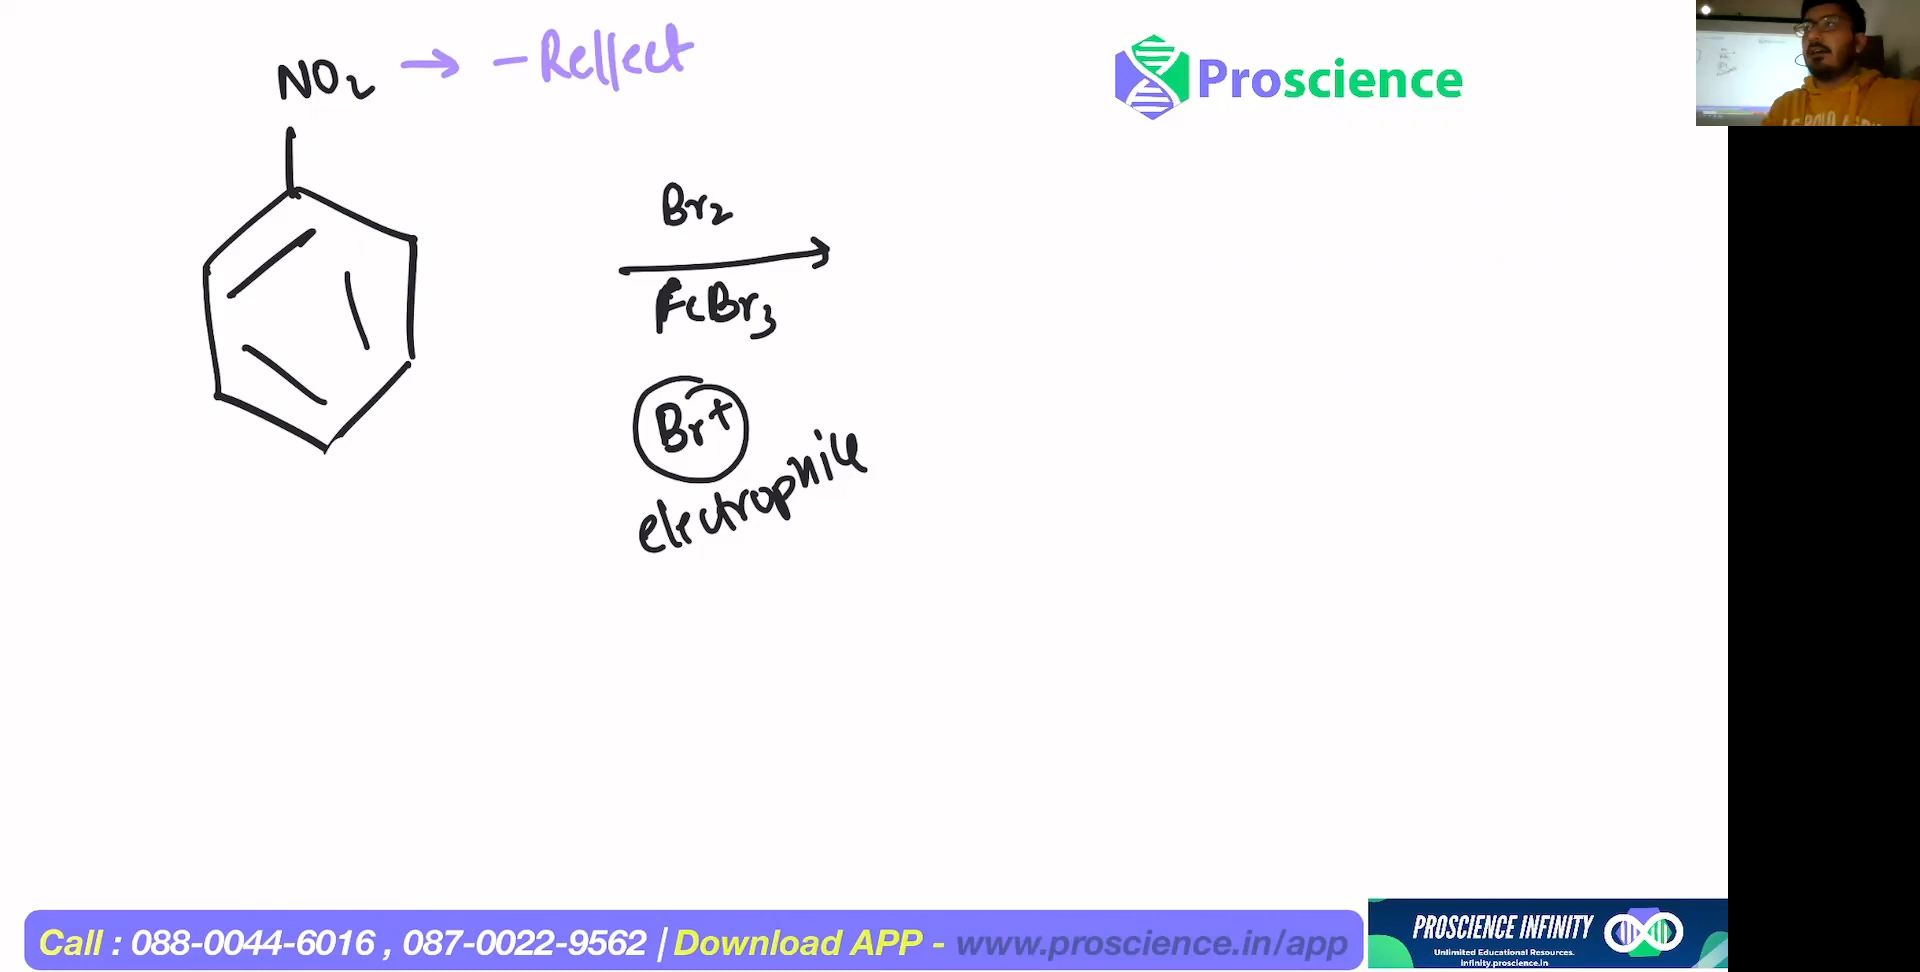 NO2 → -Reffect
Proscience
Br2
FeBr3
Br+
electrophile
Call : 088-0044-6016 , 087-0022-9562 | Download APP - www.proscience.in/app
PROSCIENCE INFINITY
Unlimited Educational Resources.
infinity.proscience.in